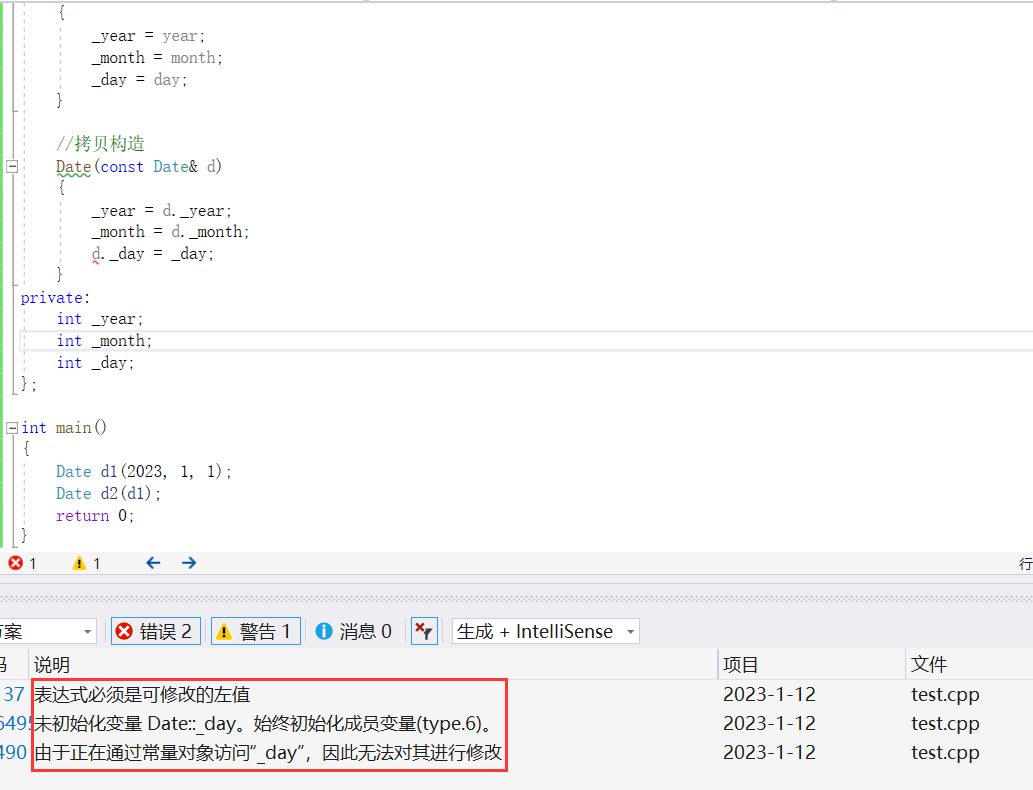 {
_year = year;
_month = month;
_day = day;
}
//拷贝构造
Date(const Date& d)
{
_year = d._year;
_month = d._month;
d._day = _day;
}
private:
int _year;
int _month;
int _day;
};
int main()
{
Date d1(2023, 1, 1);
Date d2(d1);
return 0;
}
1 1 行
案 错误 2 警告 1 消息 0 生成 + IntelliSense
说明 项目 文件
37 表达式必须是可修改的左值 2023-1-12 test.cpp
649 未初始化变量 Date::_day。始终初始化成员变量(type.6)。 2023-1-12 test.cpp
490 由于正在通过常量对象访问“_day”，因此无法对其进行修改 2023-1-12 test.cpp